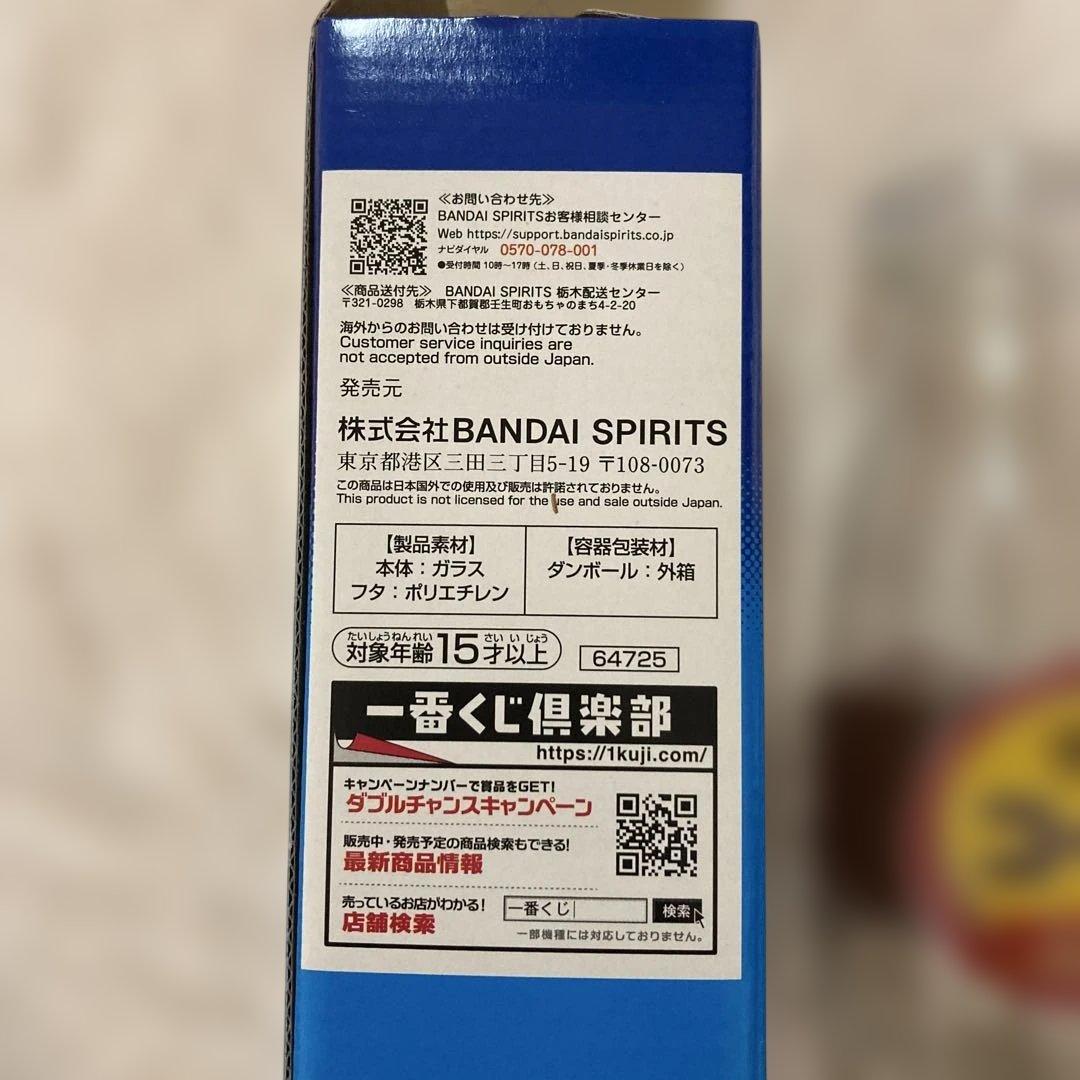 ≪お問い合わせ先≫
BANDAI SPIRITSお客様相談センター
Web https://support.bandaispirits.co.jp
ナビダイヤル 0570-078-001
●受付時間 10時〜17時（土、日、祝日、夏季・冬季休業日を除く）
≪商品送付先≫ BANDAI SPIRITS 栃木配送センター
〒321-0298 栃木県下都賀郡壬生町おもちゃのまち4-2-20
海外からのお問い合わせは受け付けておりません。
Customer service inquiries are
not accepted from outside Japan.
発売元
株式会社BANDAI SPIRITS
東京都港区三田三丁目5-19 〒108-0073
この商品は日本国外での使用及び販売は許諾されておりません。
This product is not licensed for the use and sale outside Japan.
【製品素材】
本体：ガラス
フタ：ポリエチレン
【容器包装材】
ダンボール：外箱
たいしょうねんれい さい い じょう
対象年齢15才以上
64725
一番くじ倶楽部
https://1kuji.com/
キャンペーンナンバーで賞品をGET!
ダブルチャンスキャンペーン
販売中・発売予定の商品検索もできる!
最新商品情報
売っているお店がわかる!
店舗検索
一番くじ 検索
一部機種には対応しておりません。